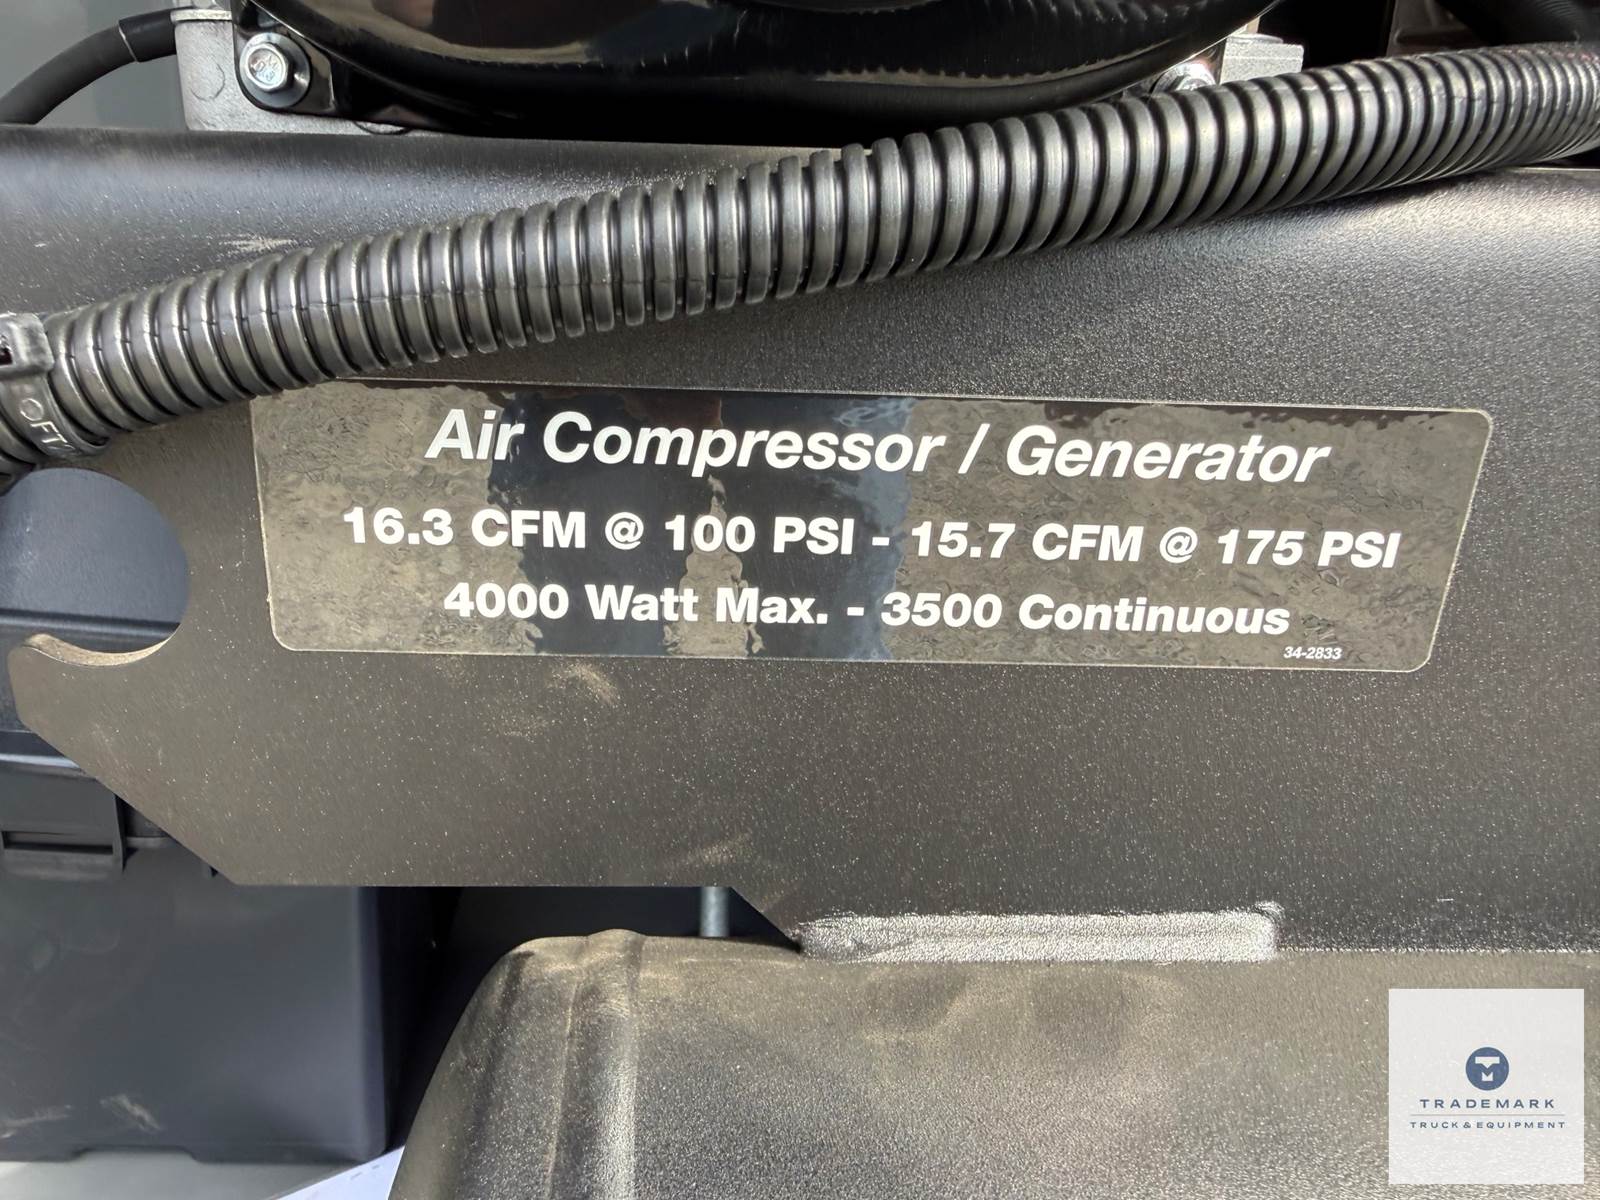 Air Compressor / Generator
16.3 CFM @ 100 PSI - 15.7 CFM @ 175 PSI
4000 Watt Max. - 3500 Continuous
34-2833
TRADEMARK
TRUCK & EQUIPMENT